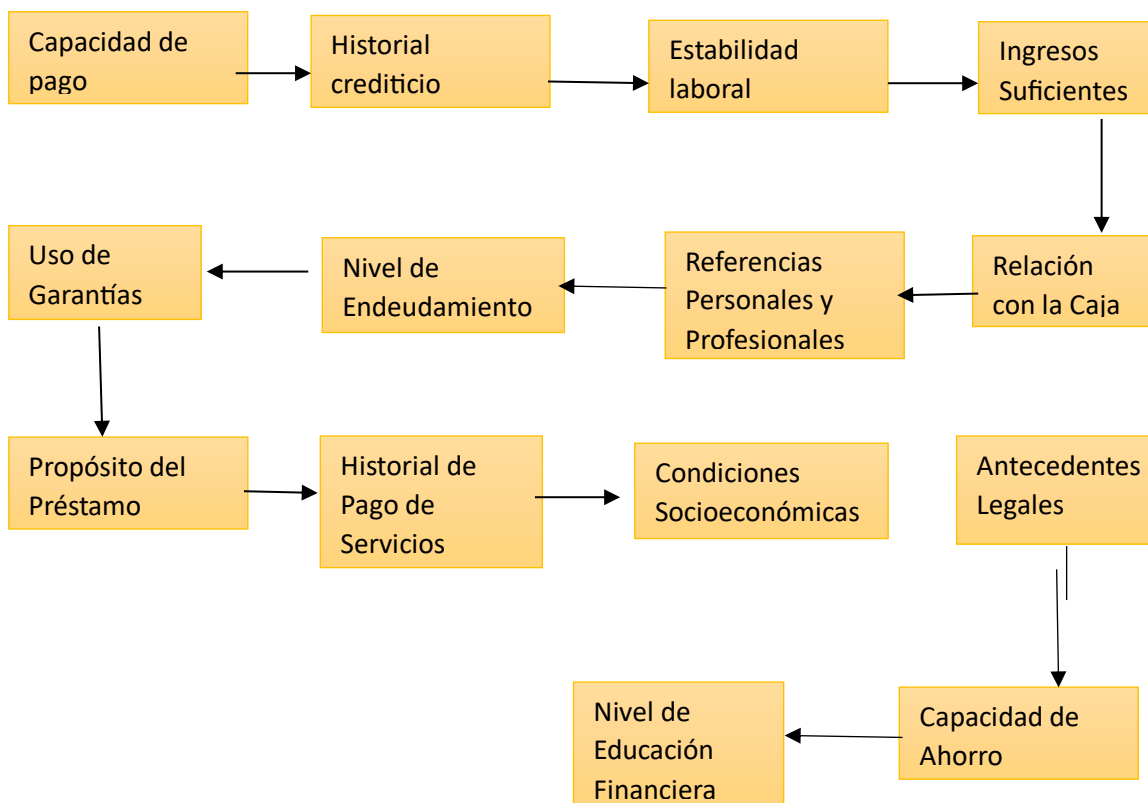 Capacidad de
pago
Historial
crediticio
Estabilidad
laboral
Ingresos
Suficientes
Relación
con la Caja
Referencias
Personales y
Profesionales
Nivel de
Endeudamiento
Uso de
Garantías
Propósito del
Préstamo
Historial de
Pago de
Servicios
Condiciones
Socioeconómicas
Antecedentes
Legales
Capacidad de
Ahorro
Nivel de
Educación
Financiera